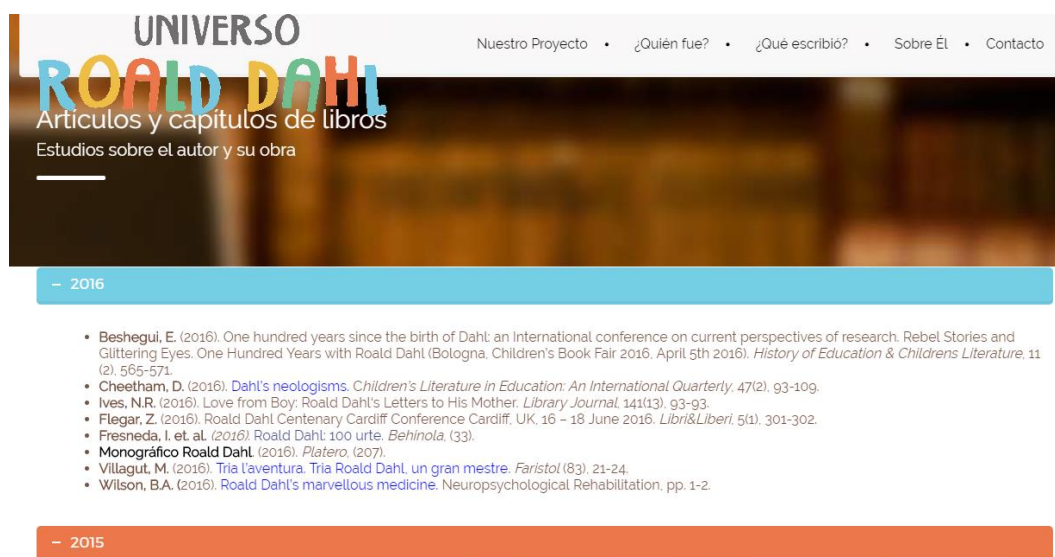 UNIVERSO
ROALD DAHL
Nuestro Proyecto • ¿Quién fue? • ¿Qué escribió? • Sobre Él • Contacto
Artículos y capítulos de libros
Estudios sobre el autor y su obra
– 2016
• Beshegui, E. (2016). One hundred years since the birth of Dahl: an International conference on current perspectives of research. Rebel Stories and
Glittering Eyes. One Hundred Years with Roald Dahl (Bologna, Children's Book Fair 2016, April 5th 2016). History of Education & Childrens Literature, 11
(2), 565-571.
• Cheetham, D. (2016). Dahl's neologisms. Children's Literature in Education: An International Quarterly, 47(2), 93-109.
• Ives, N.R. (2016). Love from Boy: Roald Dahl's Letters to His Mother. Library Journal, 141(13), 93-93.
• Flegar, Z. (2016). Roald Dahl Centenary Cardiff Conference Cardiff, UK, 16 – 18 June 2016. Libri&Liberi, 5(1), 301-302.
• Fresneda, I. et. al. (2016). Roald Dahl: 100 urte. Behinola, (33).
• Monográfico Roald Dahl. (2016). Platero, (207).
• Villagut, M. (2016). Tria l'aventura. Tria Roald Dahl, un gran mestre. Faristol (83), 21-24.
• Wilson, B.A. (2016). Roald Dahl's marvellous medicine. Neuropsychological Rehabilitation, pp. 1-2.
– 2015